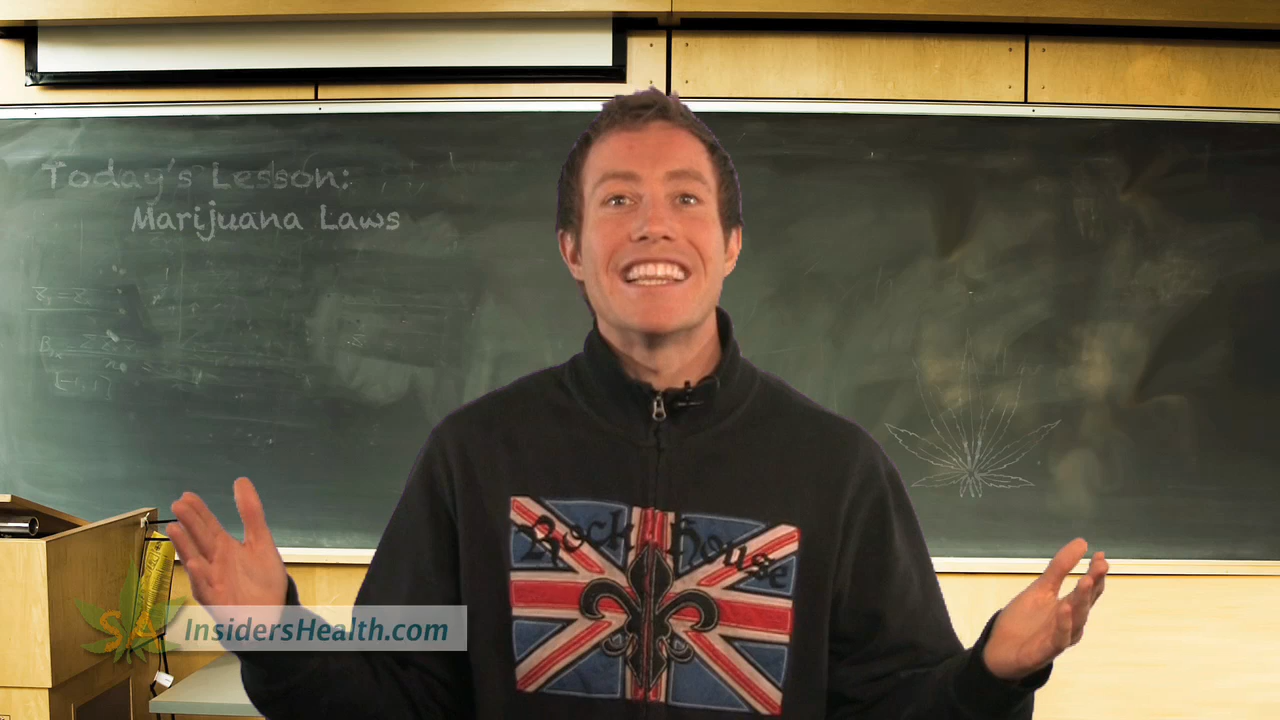 Today's Lesson:
Marijuana Laws
Rock House
SA
InsidersHealth.com